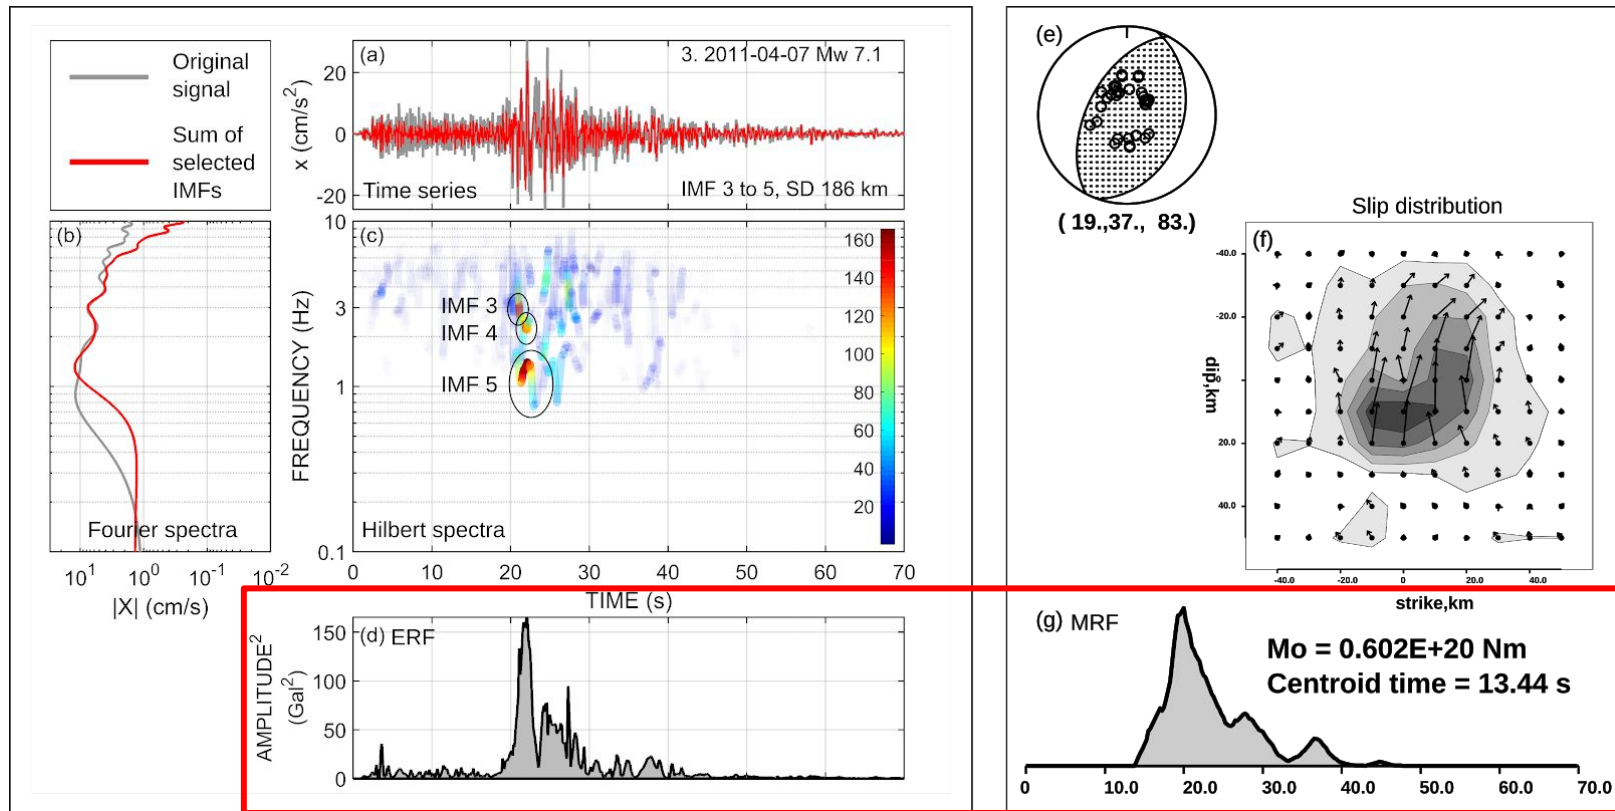 Original
signal
Sum of
selected
IMFs
(a)
3. 2011-04-07 Mw 7.1
x (cm/s²)
20
0
-20
Time series
IMF 3 to 5, SD 186 km
(b)
Fourier spectra
10¹ 10⁰ 10⁻¹ 10⁻²
|X| (cm/s)
(c)
FREQUENCY (Hz)
10
3
1
0.1
IMF 3
IMF 4
IMF 5
Hilbert spectra
160
140
120
100
80
60
40
20
0 10 20 30 40 50 60 70
TIME (s)
(d) ERF
AMPLITUDE²
(Gal²)
150
100
50
0
(e)
( 19.,37., 83.)
Slip distribution
(f)
-40.0
-20.0
.0
20.0
40.0
dip,km
-40.0 -20.0 0 20.0 40.0
strike,km
(g) MRF
Mo = 0.602E+20 Nm
Centroid time = 13.44 s
0.0 10.0 20.0 30.0 40.0 50.0 60.0 70.0